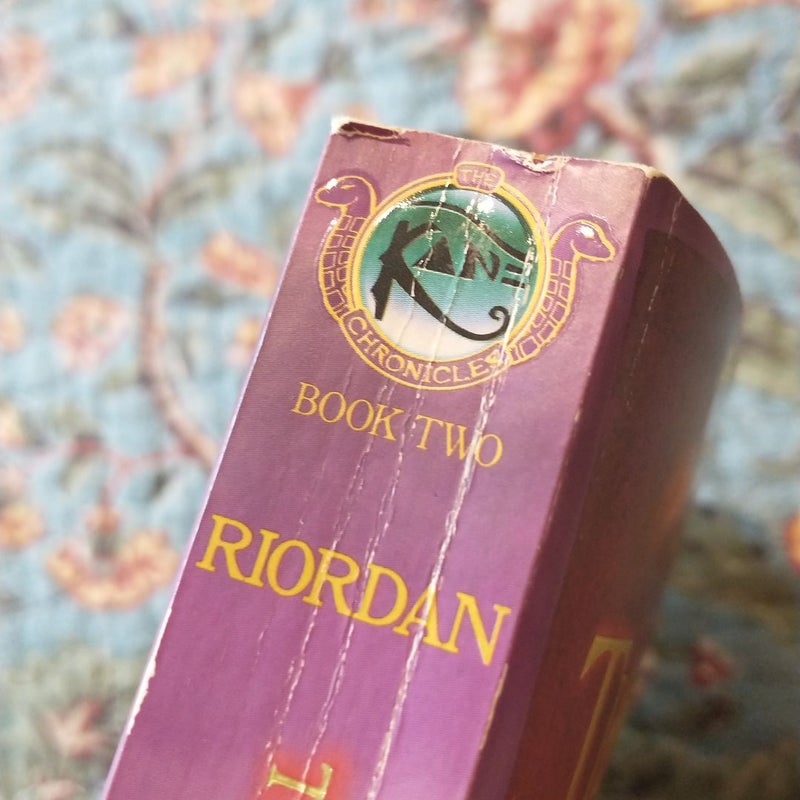 THE
KANE
CHRONICLES
BOOK TWO
RIORDAN
T
T